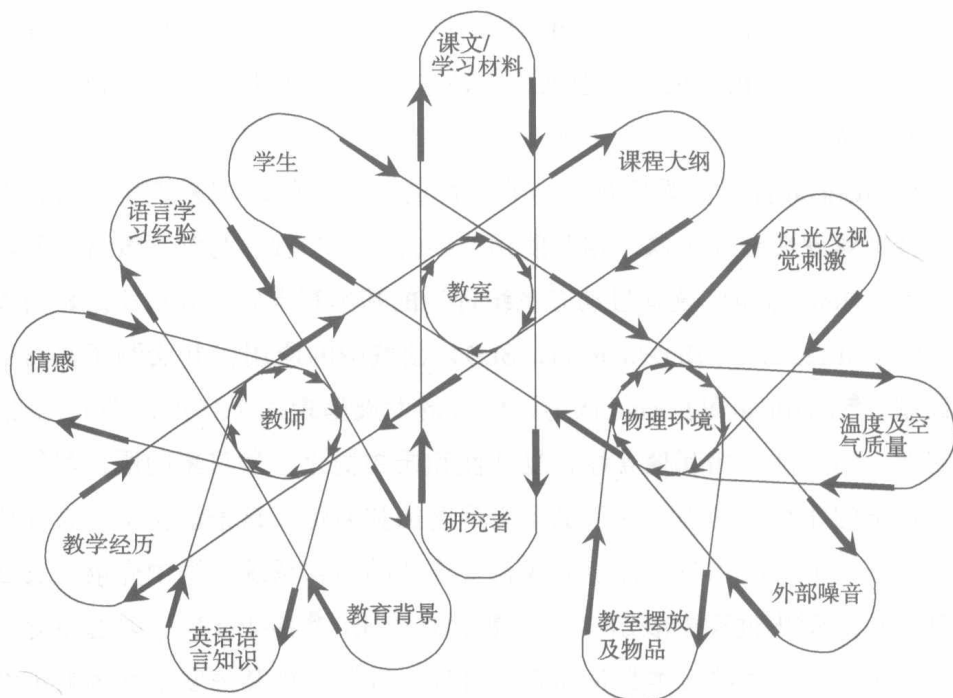 课文/
学习材料
学生
课程大纲
语言学
习经验
灯光及视
觉刺激
教室
情感
教师
物理环境
温度及空
气质量
研究者
教学经历
教育背景
外部噪音
英语语
言知识
教室摆放
及物品